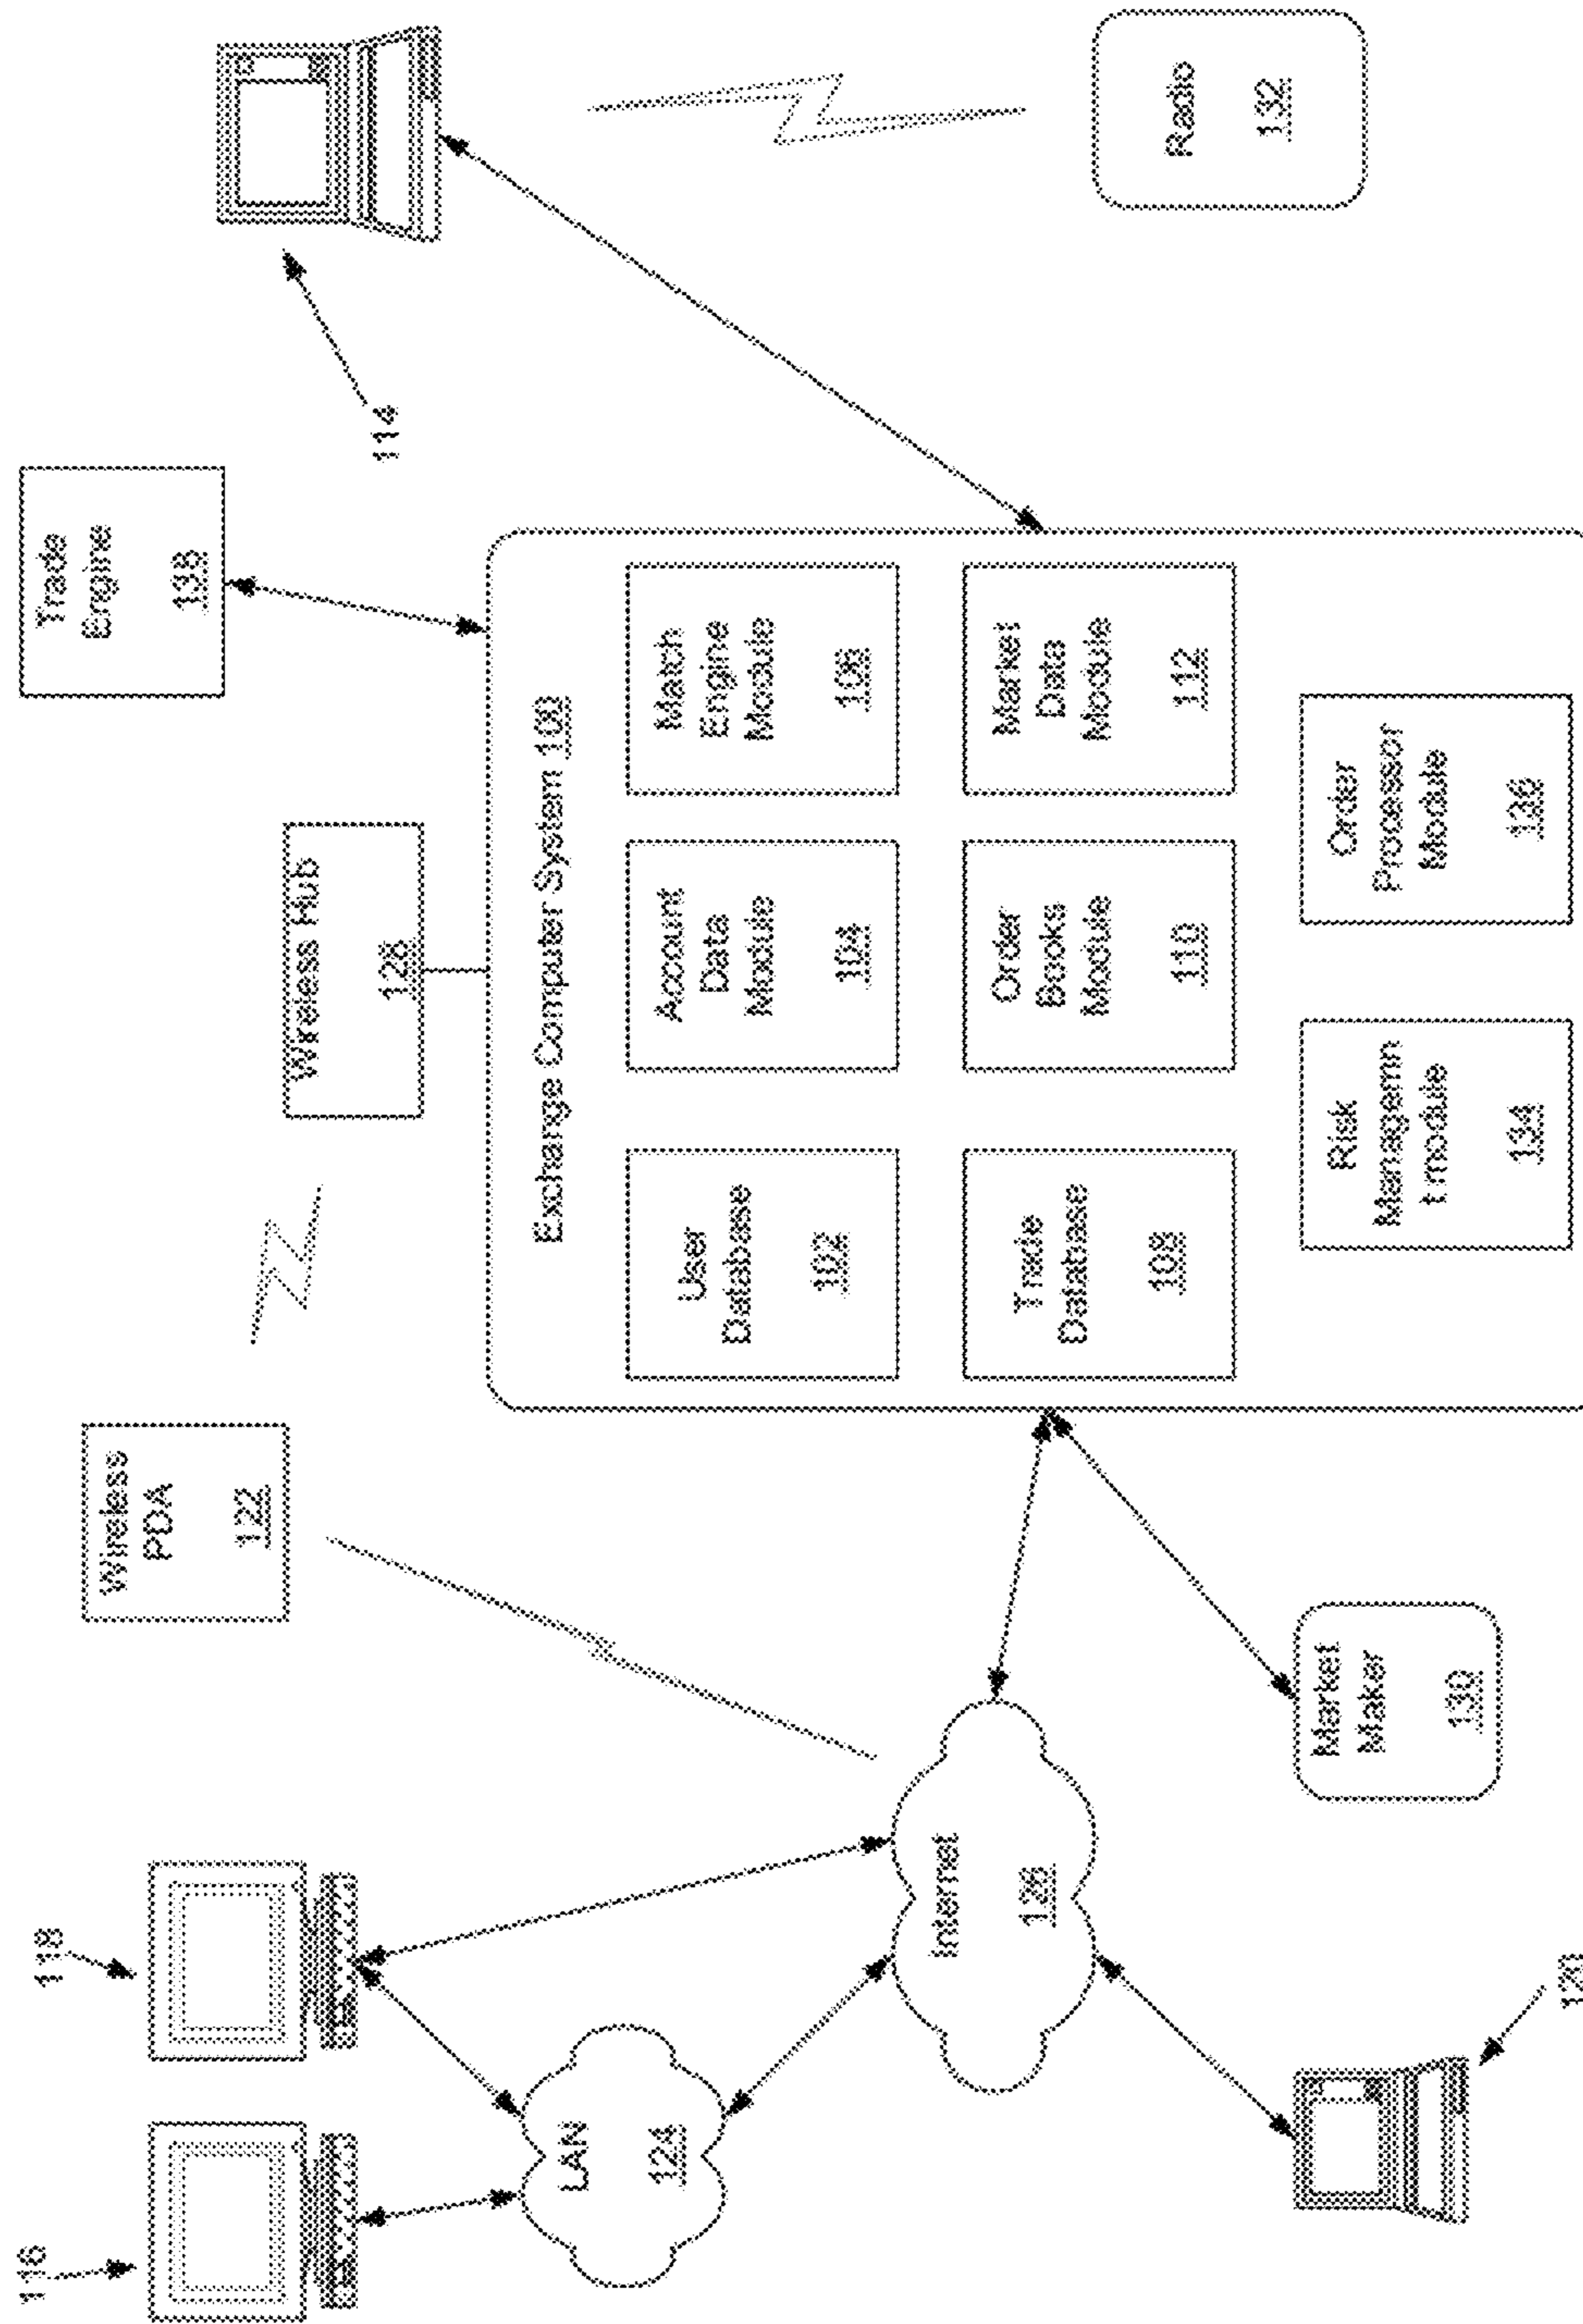 116
118
Wireless
PDA
122
Trade
Engine
138
Wireless Hub
128
114
LAN
124
Exchange Computer System 100
User
Database
102
Account
Data
Module
104
Match
Engine
Module
106
Internet
126
Trade
Database
108
Order
Books
Module
110
Market
Data
Module
112
Market
Maker
130
Risk
Managemn
t module
134
Order
Processor
Module
136
Radio
132
120